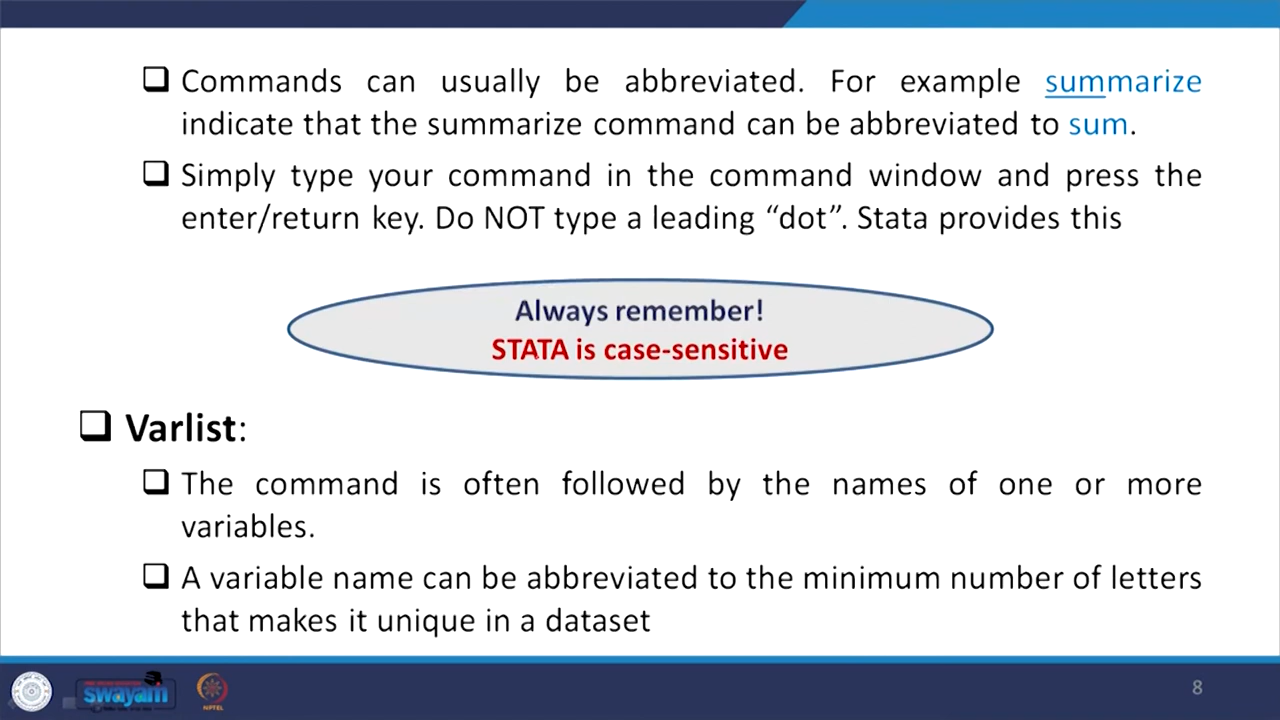 Commands can usually be abbreviated. For example summarize
indicate that the summarize command can be abbreviated to sum.
Simply type your command in the command window and press the
enter/return key. Do NOT type a leading “dot”. Stata provides this
Always remember!
STATA is case-sensitive
Varlist:
The command is often followed by the names of one or more
variables.
A variable name can be abbreviated to the minimum number of letters
that makes it unique in a dataset
swayam
NPTEL
8